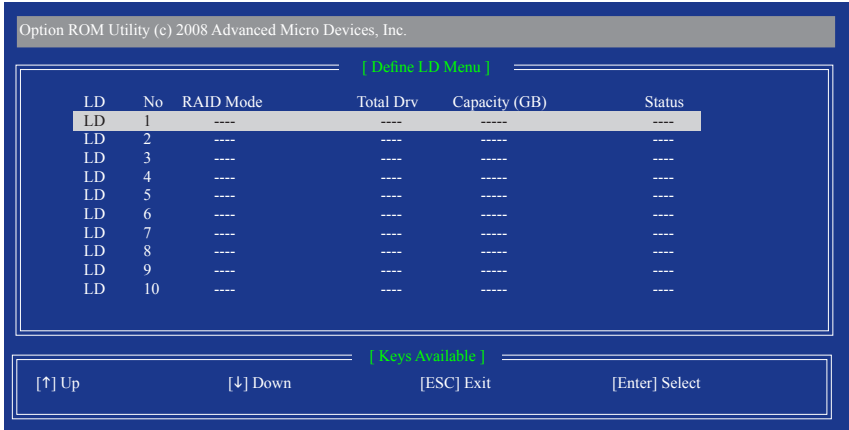 Option ROM Utility (c) 2008 Advanced Micro Devices, Inc.
[ Define LD Menu ]
LD No RAID Mode Total Drv Capacity (GB) Status
LD 1 ---- ---- ----- ----
LD 2 ---- ---- ----- ----
LD 3 ---- ---- ----- ----
LD 4 ---- ---- ----- ----
LD 5 ---- ---- ----- ----
LD 6 ---- ---- ----- ----
LD 7 ---- ---- ----- ----
LD 8 ---- ---- ----- ----
LD 9 ---- ---- ----- ----
LD 10 ---- ---- ----- ----
[ Keys Available ]
[↑] Up [↓] Down [ESC] Exit [Enter] Select